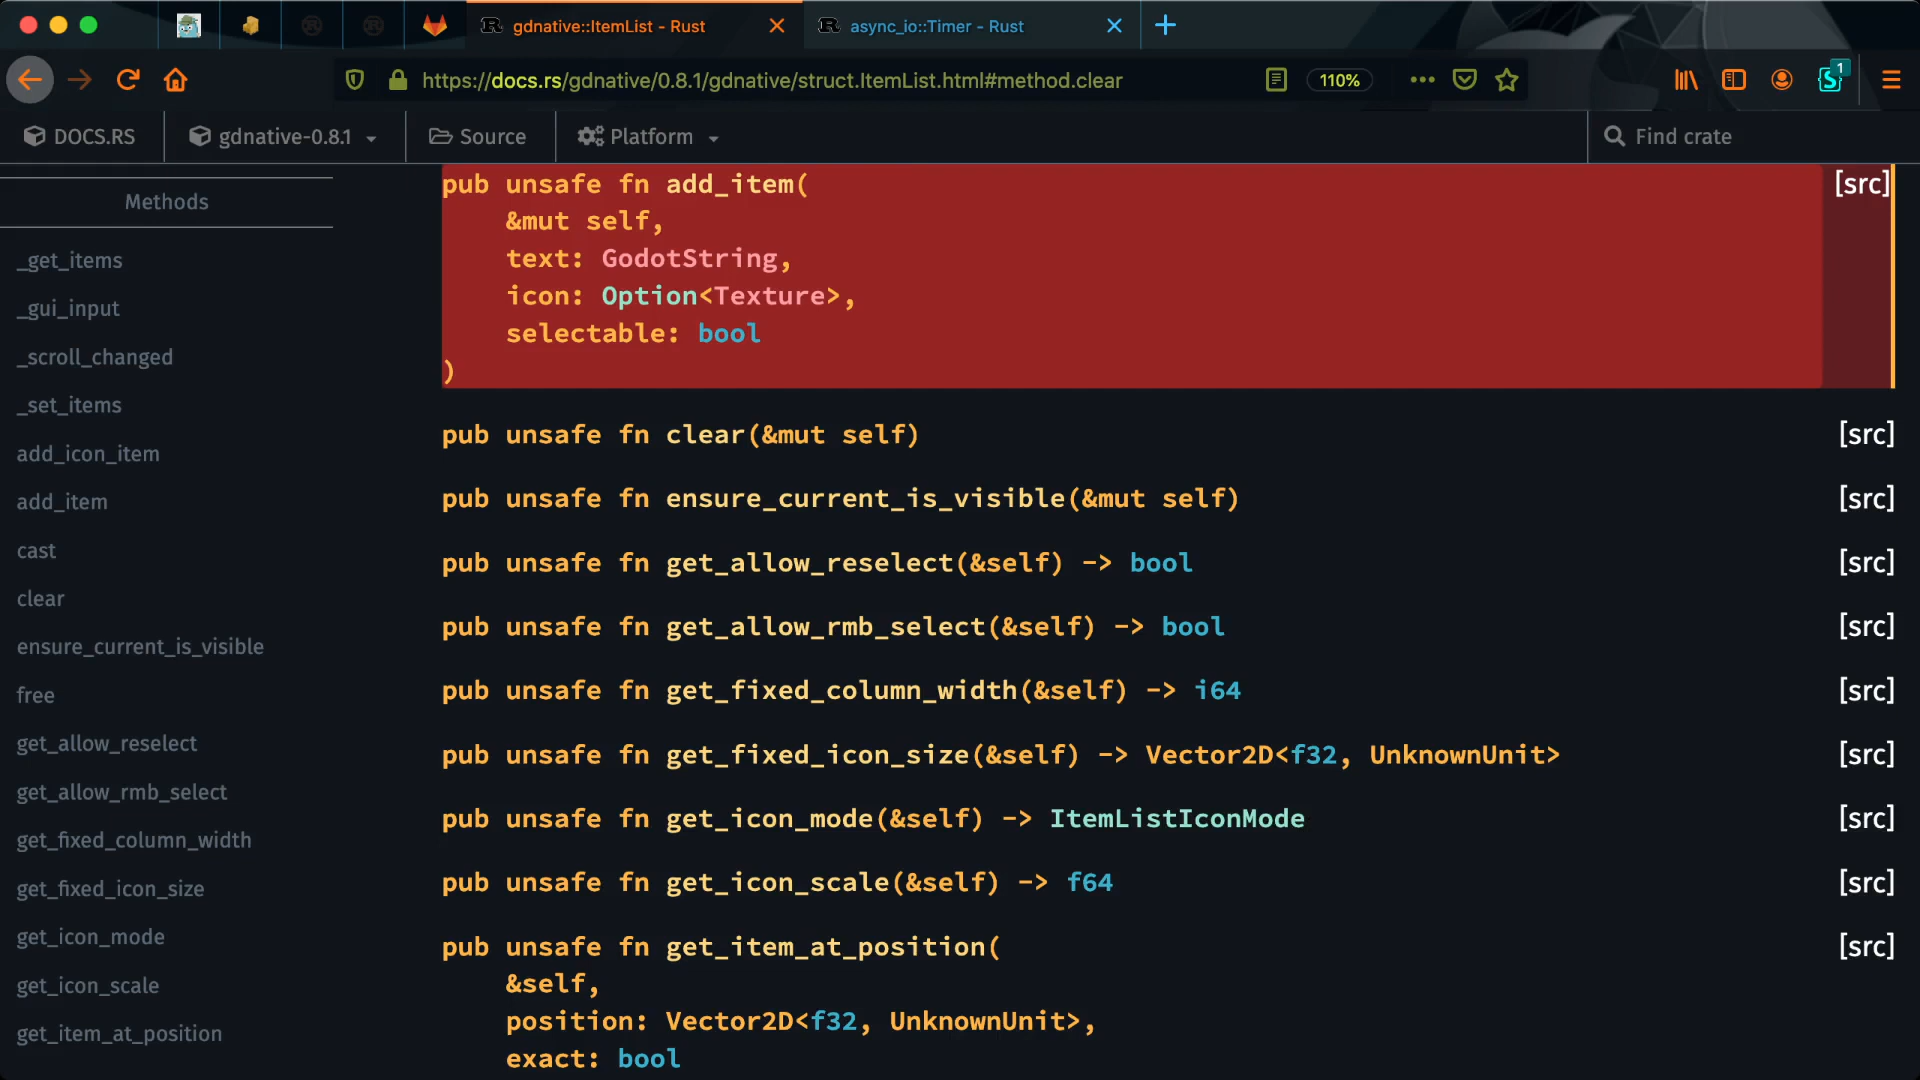 gdnative::ItemList - Rust
async_io::Timer - Rust
https://docs.rs/gdnative/0.8.1/gdnative/struct.ItemList.html#method.clear
110%
1
DOCS.RS
gdnative-0.8.1
Source
Platform
Find crate
Methods
_get_items
_gui_input
_scroll_changed
_set_items
add_icon_item
add_item
cast
clear
ensure_current_is_visible
free
get_allow_reselect
get_allow_rmb_select
get_fixed_column_width
get_fixed_icon_size
get_icon_mode
get_icon_scale
get_item_at_position
pub unsafe fn add_item( [src]
&mut self,
text: GodotString,
icon: Option<Texture>,
selectable: bool
)
pub unsafe fn clear(&mut self) [src]
pub unsafe fn ensure_current_is_visible(&mut self) [src]
pub unsafe fn get_allow_reselect(&self) -> bool [src]
pub unsafe fn get_allow_rmb_select(&self) -> bool [src]
pub unsafe fn get_fixed_column_width(&self) -> i64 [src]
pub unsafe fn get_fixed_icon_size(&self) -> Vector2D<f32, UnknownUnit> [src]
pub unsafe fn get_icon_mode(&self) -> ItemListIconMode [src]
pub unsafe fn get_icon_scale(&self) -> f64 [src]
pub unsafe fn get_item_at_position( [src]
&self,
position: Vector2D<f32, UnknownUnit>,
exact: bool